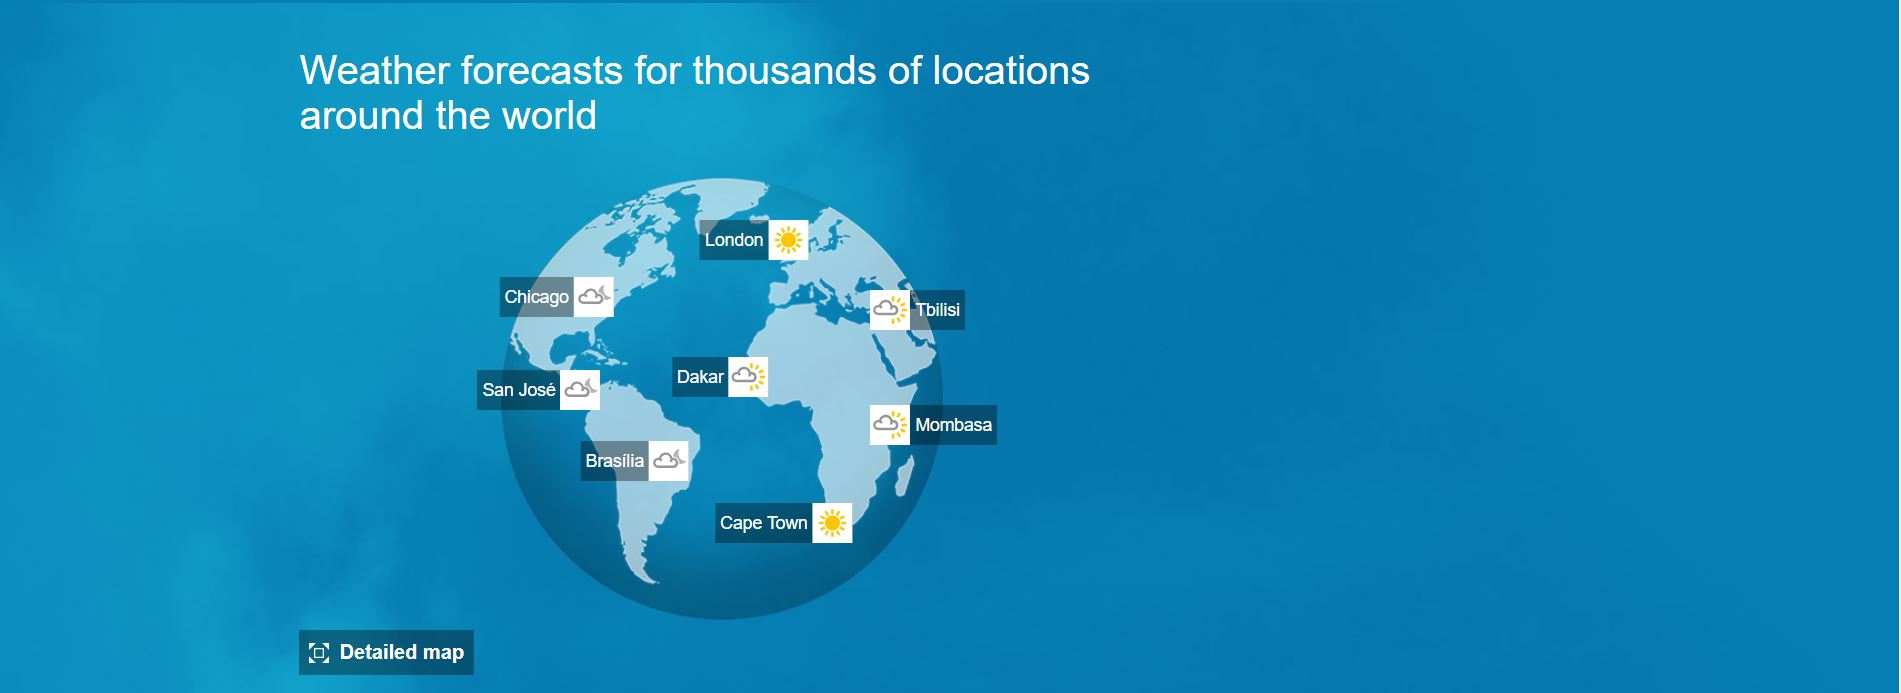 Weather forecasts for thousands of locations
around the world
London
Chicago
Tbilisi
Dakar
San José
Mombasa
Brasília
Cape Town
Detailed map